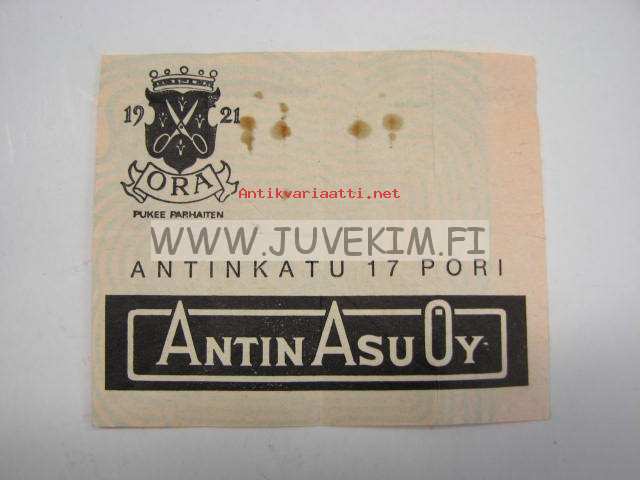 19 21
ORA
PUKEE PARHAITEN
Antikvariaatti.net
WWW.JUVEKIM.FI
ANTINKATU 17 PORI
ANTIN ASU OY